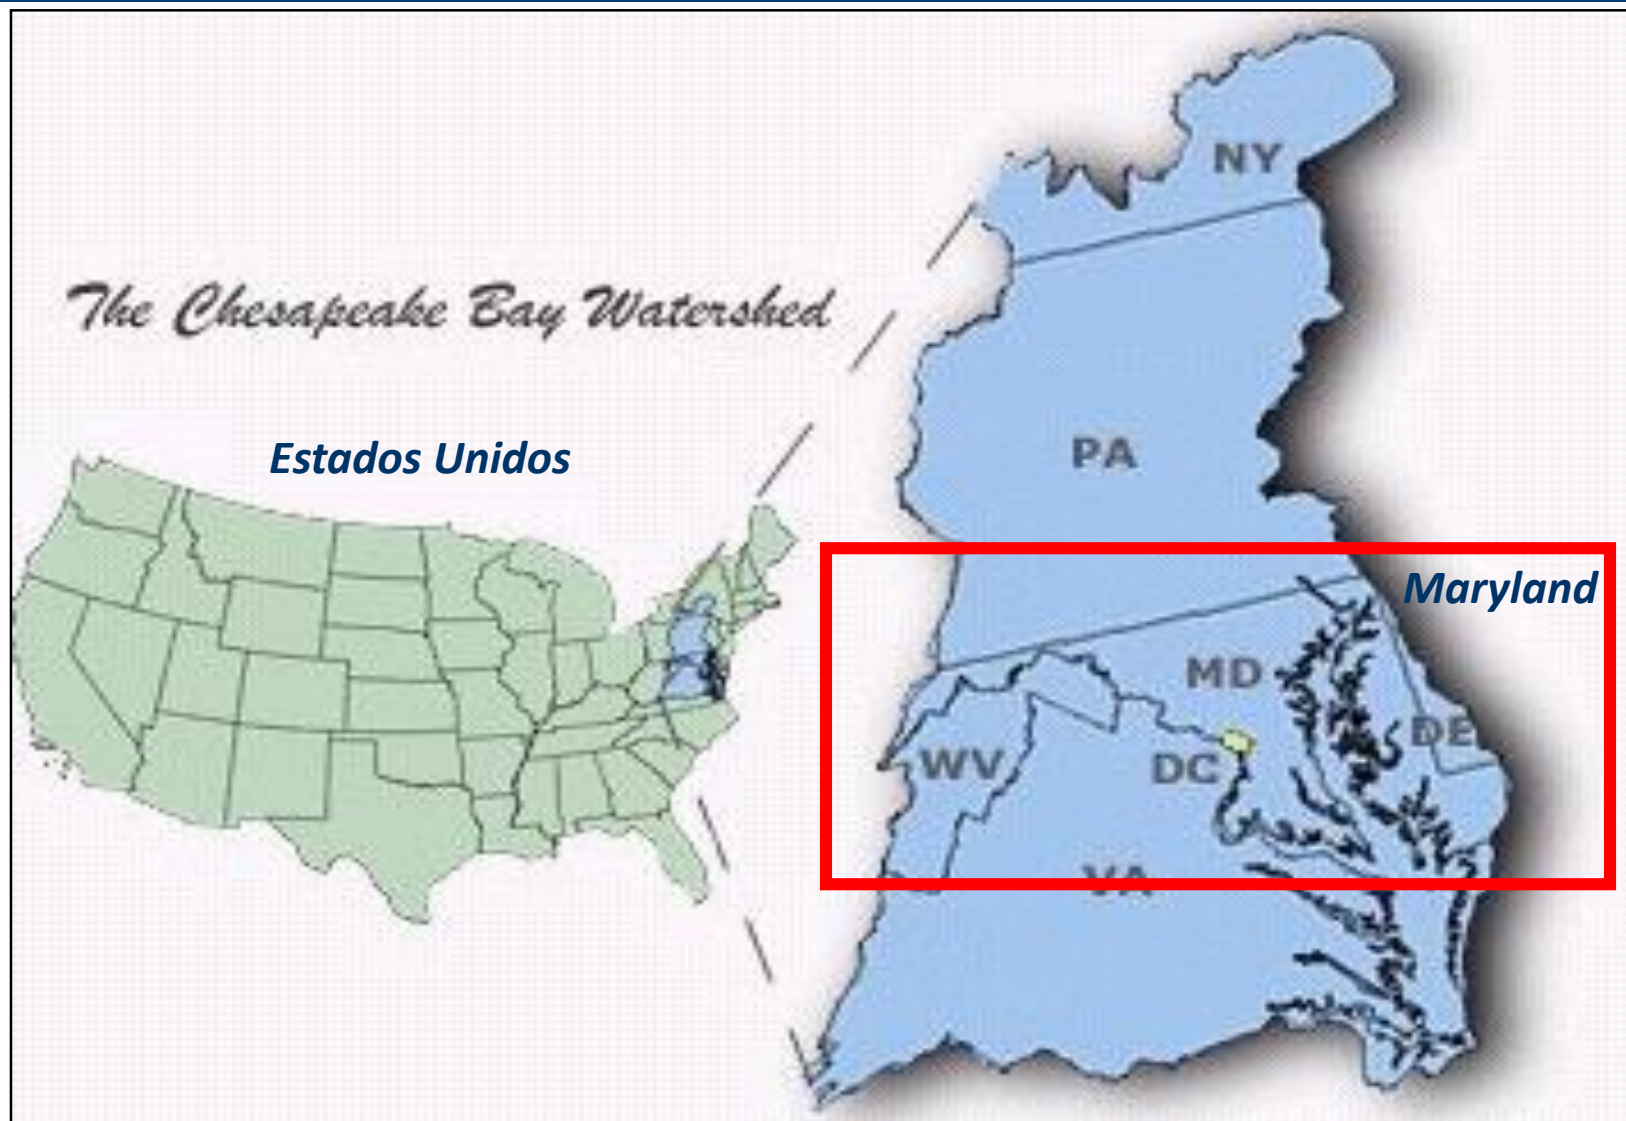 NY
The Chesapeake Bay Watershed
Estados Unidos
PA
Maryland
MD
DE
WV
DC
VA